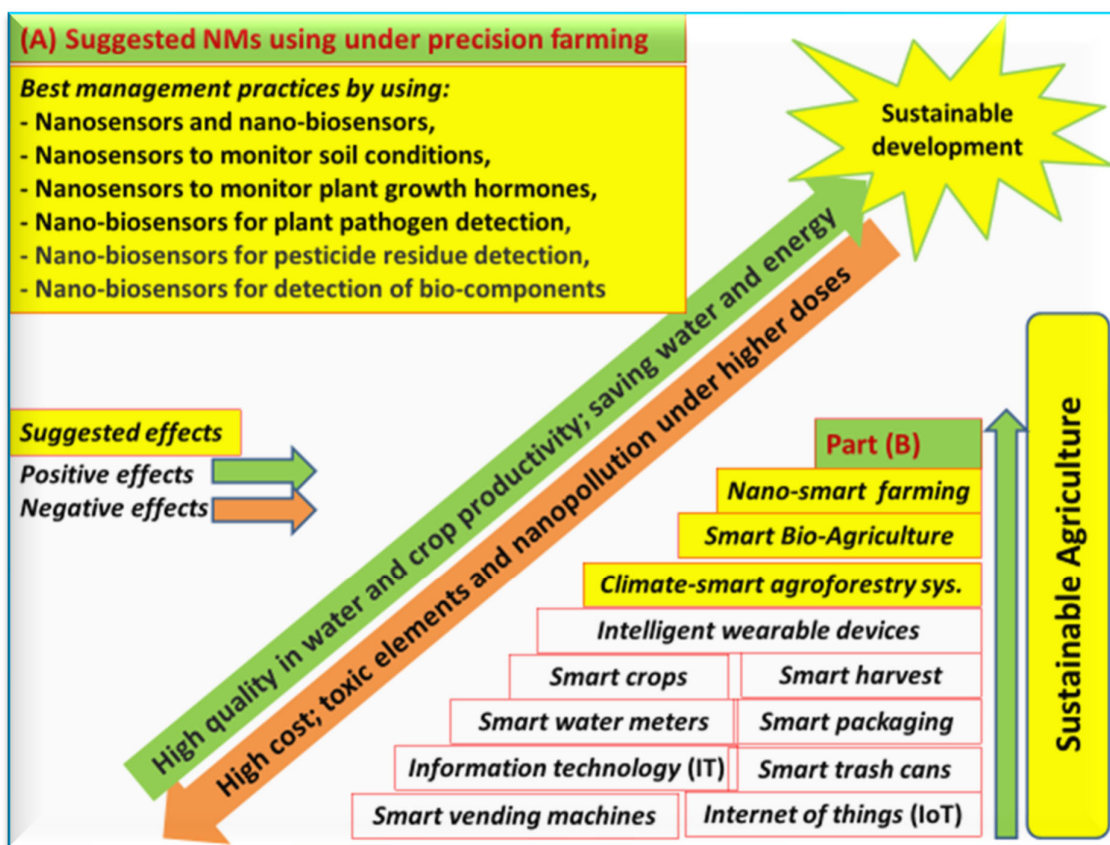 (A) Suggested NMs using under precision farming
Best management practices by using:
- Nanosensors and nano-biosensors,
- Nanosensors to monitor soil conditions,
- Nanosensors to monitor plant growth hormones,
- Nano-biosensors for plant pathogen detection,
- Nano-biosensors for pesticide residue detection,
- Nano-biosensors for detection of bio-components
Sustainable
development
High quality in water and crop productivity; saving water and energy
High cost; toxic elements and nanopollution under higher doses
Suggested effects
Positive effects
Negative effects
Part (B)
Nano-smart farming
Smart Bio-Agriculture
Climate-smart agroforestry sys.
Intelligent wearable devices
Smart crops
Smart harvest
Smart water meters
Smart packaging
Information technology (IT)
Smart trash cans
Smart vending machines
Internet of things (IoT)
Sustainable Agriculture